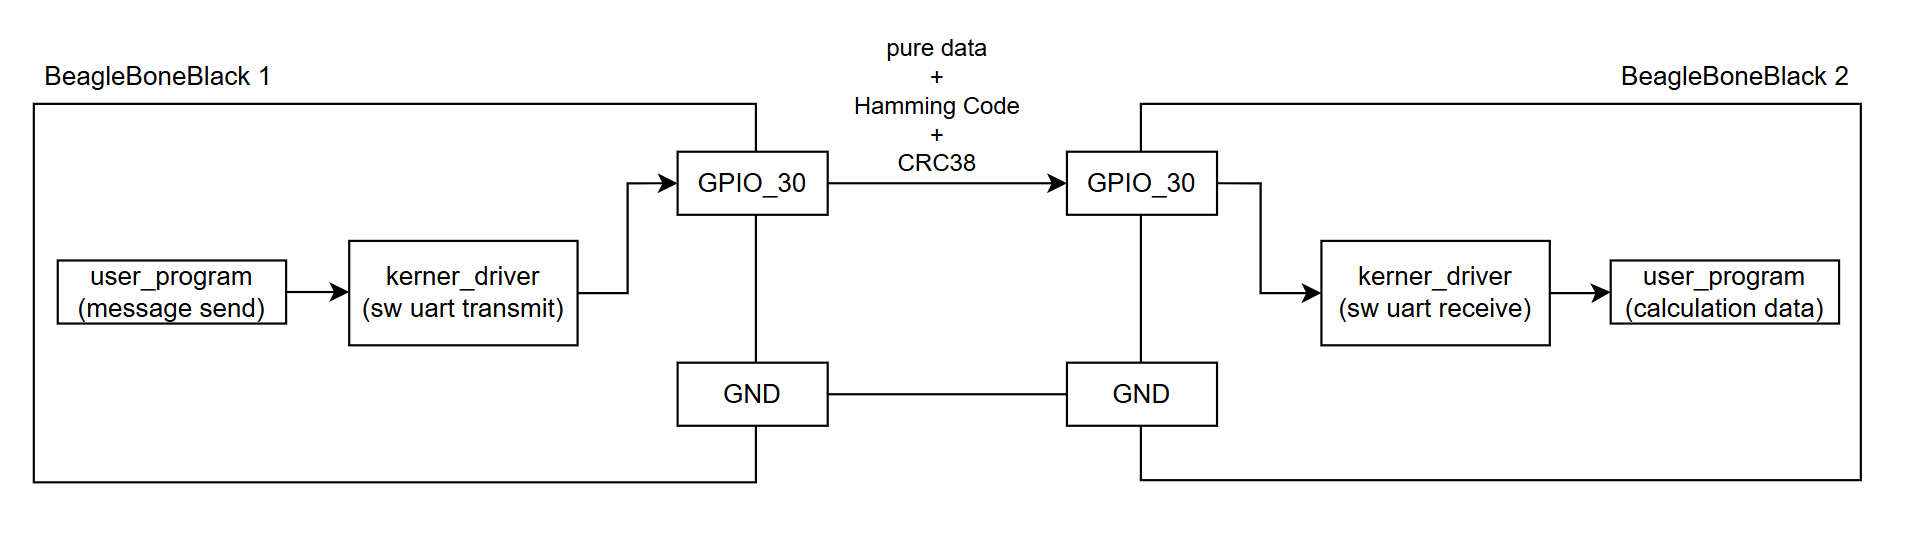 BeagleBoneBlack 1
pure data
+
Hamming Code
+
CRC38
BeagleBoneBlack 2
GPIO_30
GPIO_30
user_program
(message send)
kerner_driver
(sw uart transmit)
kerner_driver
(sw uart receive)
user_program
(calculation data)
GND
GND